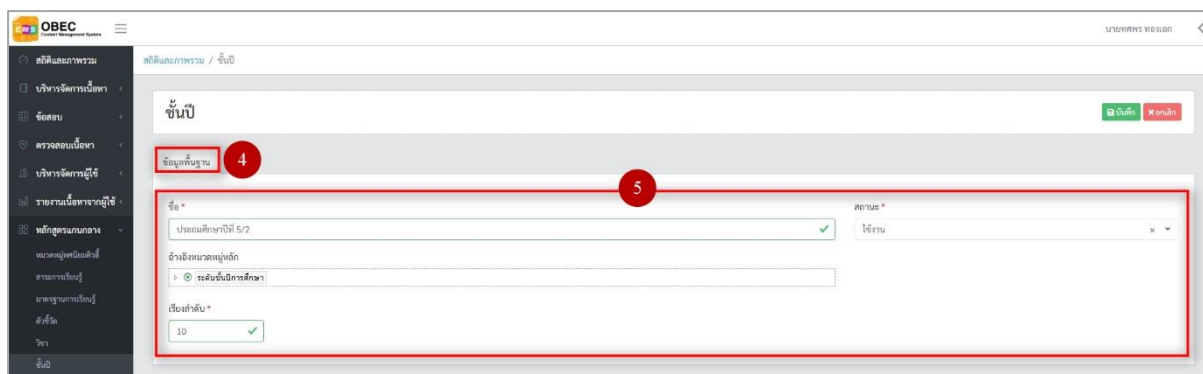 CMS OBEC
Content Management System
นายทศพร ทองเอก
สถิติและภาพรวม
บริหารจัดการเนื้อหา
ข้อสอบ
ตรวจสอบเนื้อหา
บริหารจัดการผู้ใช้
รายงานเนื้อหาจากผู้ใช้
หลักสูตรแกนกลาง
หมวดหมู่ทศนิยมดิวอี้
สาระการเรียนรู้
มาตรฐานการเรียนรู้
ตัวชี้วัด
วิชา
ชั้นปี
สถิติและภาพรวม / ชั้นปี
ชั้นปี
บันทึก
ยกเลิก
ข้อมูลพื้นฐาน
4
5
ชื่อ *
สถานะ *
ประถมศึกษาปีที่ 5/2
ใช้งาน
อ้างอิงหมวดหมู่หลัก
ระดับชั้นปีการศึกษา
เรียงลำดับ *
10